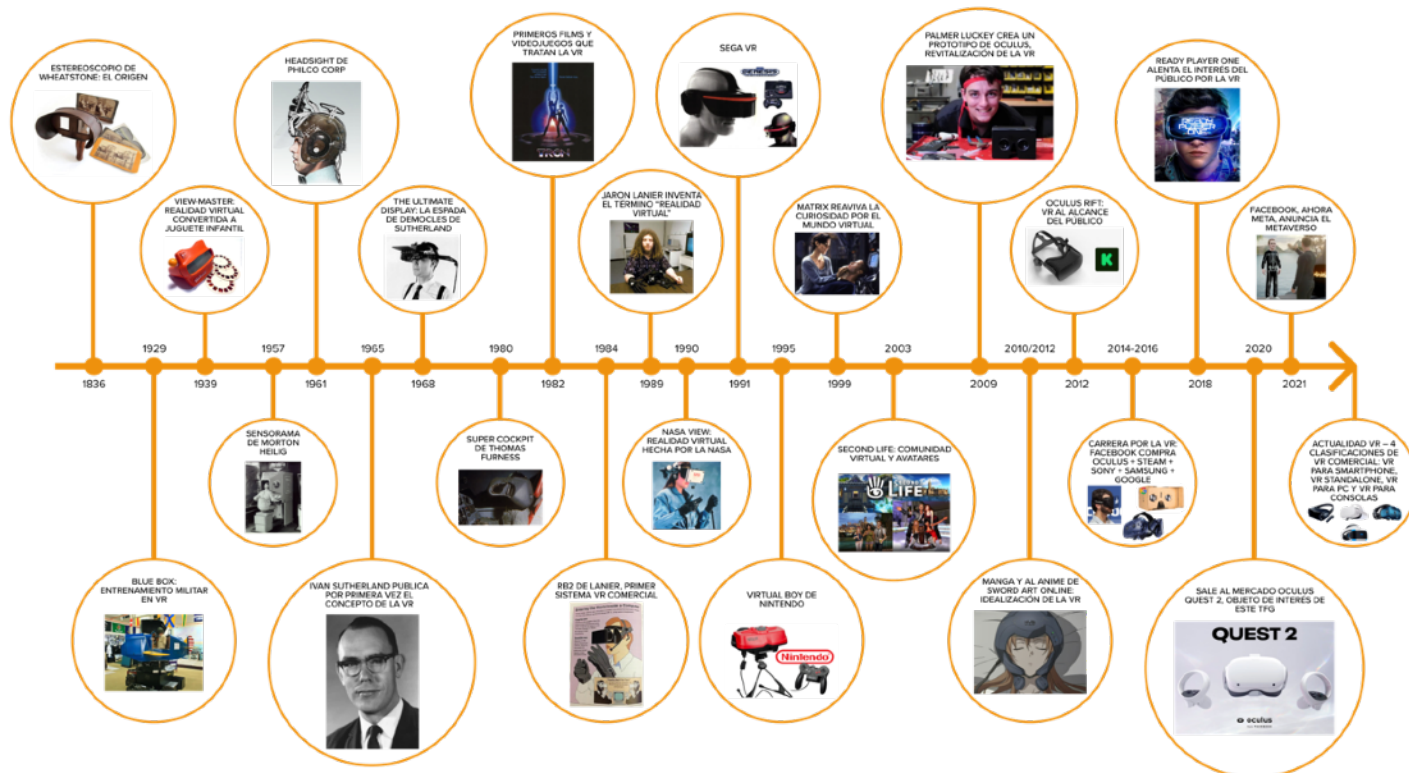 ESTEREOSCOPIO DE
WHEATSTONE: EL ORIGEN
HEADSIGHT DE
PHILCO CORP
PRIMEROS FILMS Y
VIDEOJUEGOS QUE
TRATAN LA VR
TRON
SEGA VR
GENESIS
PALMER LUCKEY CREA UN
PROTOTIPO DE OCULUS,
REVITALIZACIÓN DE LA VR
READY PLAYER ONE
ALENTA EL INTERÉS DEL
PÚBLICO POR LA VR
READY
PLAYER
ONE
VIEW-MASTER:
REALIDAD VIRTUAL
CONVERTIDA A
JUGUETE INFANTIL
THE ULTIMATE
DISPLAY: LA ESPADA
DE DEMOCLES DE
SUTHERLAND
JARON LANIER INVENTA
EL TÉRMINO "REALIDAD
VIRTUAL"
MATRIX REAVIVA LA
CURIOSIDAD POR EL
MUNDO VIRTUAL
OCULUS RIFT:
VR AL ALCANCE
DEL PÚBLICO
K
FACEBOOK, AHORA
META, ANUNCIA EL
METAVERSO
1929
1957
1965
1980
1984
1990
1995
2003
2010/2012
2014-2016
2020
1836
1939
1961
1968
1982
1989
1991
1999
2009
2012
2018
2021
SENSORAMA
DE MORTON
HEILIG
SUPER COCKPIT
DE THOMAS
FURNESS
NASA VIEW:
REALIDAD VIRTUAL
HECHA POR LA NASA
SECOND LIFE: COMUNIDAD
VIRTUAL Y AVATARES
SECOND
LIFE
CARRERA POR LA VR:
FACEBOOK COMPRA
OCULUS + STEAM +
SONY + SAMSUNG +
GOOGLE
ACTUALIDAD VR – 4
CLASIFICACIONES DE
VR COMERCIAL: VR
PARA SMARTPHONE,
VR STANDALONE, VR
PARA PC Y VR PARA
CONSOLAS
BLUE BOX:
ENTRENAMIENTO MILITAR
EN VR
IVAN SUTHERLAND PUBLICA
POR PRIMERA VEZ EL
CONCEPTO DE LA VR
RB2 DE LANIER, PRIMER
SISTEMA VR COMERCIAL
VIRTUAL BOY DE
NINTENDO
Nintendo
MANGA Y AL ANIME DE
SWORD ART ONLINE:
IDEALIZACIÓN DE LA VR
SALE AL MERCADO OCULUS
QUEST 2, OBJETO DE INTERÉS DE
ESTE TFG
QUEST 2
oculus